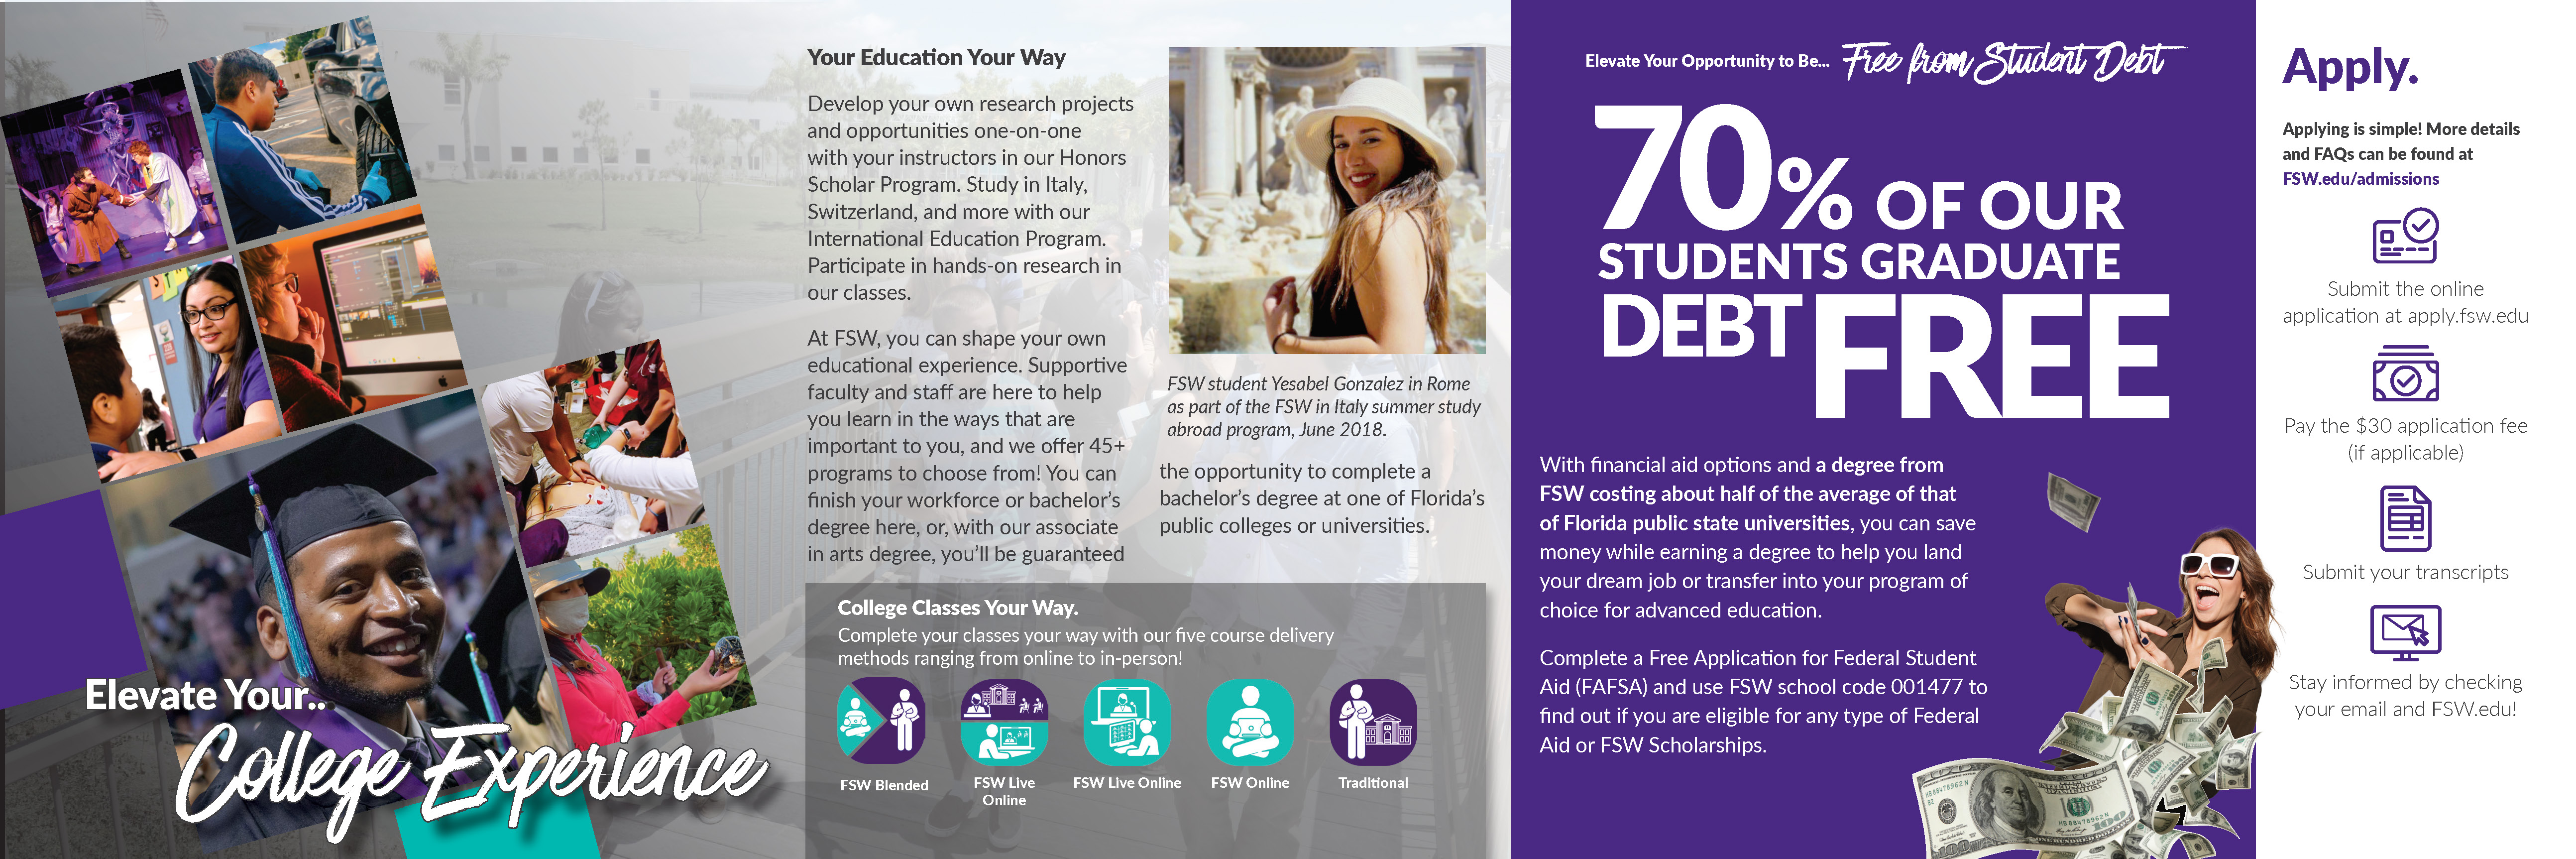 Elevate Your..
College Experience
Your Education Your Way
Develop your own research projects
and opportunities one-on-one
with your instructors in our Honors
Scholar Program. Study in Italy,
Switzerland, and more with our
International Education Program.
Participate in hands-on research in
our classes.
At FSW, you can shape your own
educational experience. Supportive
faculty and staff are here to help
you learn in the ways that are
important to you, and we offer 45+
programs to choose from! You can
finish your workforce or bachelor's
degree here, or, with our associate
in arts degree, you'll be guaranteed
FSW student Yesabel Gonzalez in Rome
as part of the FSW in Italy summer study
abroad program, June 2018.
the opportunity to complete a
bachelor's degree at one of Florida's
public colleges or universities.
College Classes Your Way.
Complete your classes your way with our five course delivery
methods ranging from online to in-person!
FSW Blended
FSW Live
Online
FSW Live Online
FSW Online
Traditional
Elevate Your Opportunity to Be... Free from Student Debt
70% OF OUR
STUDENTS GRADUATE
DEBT FREE
With financial aid options and a degree from
FSW costing about half of the average of that
of Florida public state universities, you can save
money while earning a degree to help you land
your dream job or transfer into your program of
choice for advanced education.
Complete a Free Application for Federal Student
Aid (FAFSA) and use FSW school code 001477 to
find out if you are eligible for any type of Federal
Aid or FSW Scholarships.
Apply.
Applying is simple! More details
and FAQs can be found at
FSW.edu/admissions
Submit the online
application at apply.fsw.edu
Pay the $30 application fee
(if applicable)
Submit your transcripts
Stay informed by checking
your email and FSW.edu!